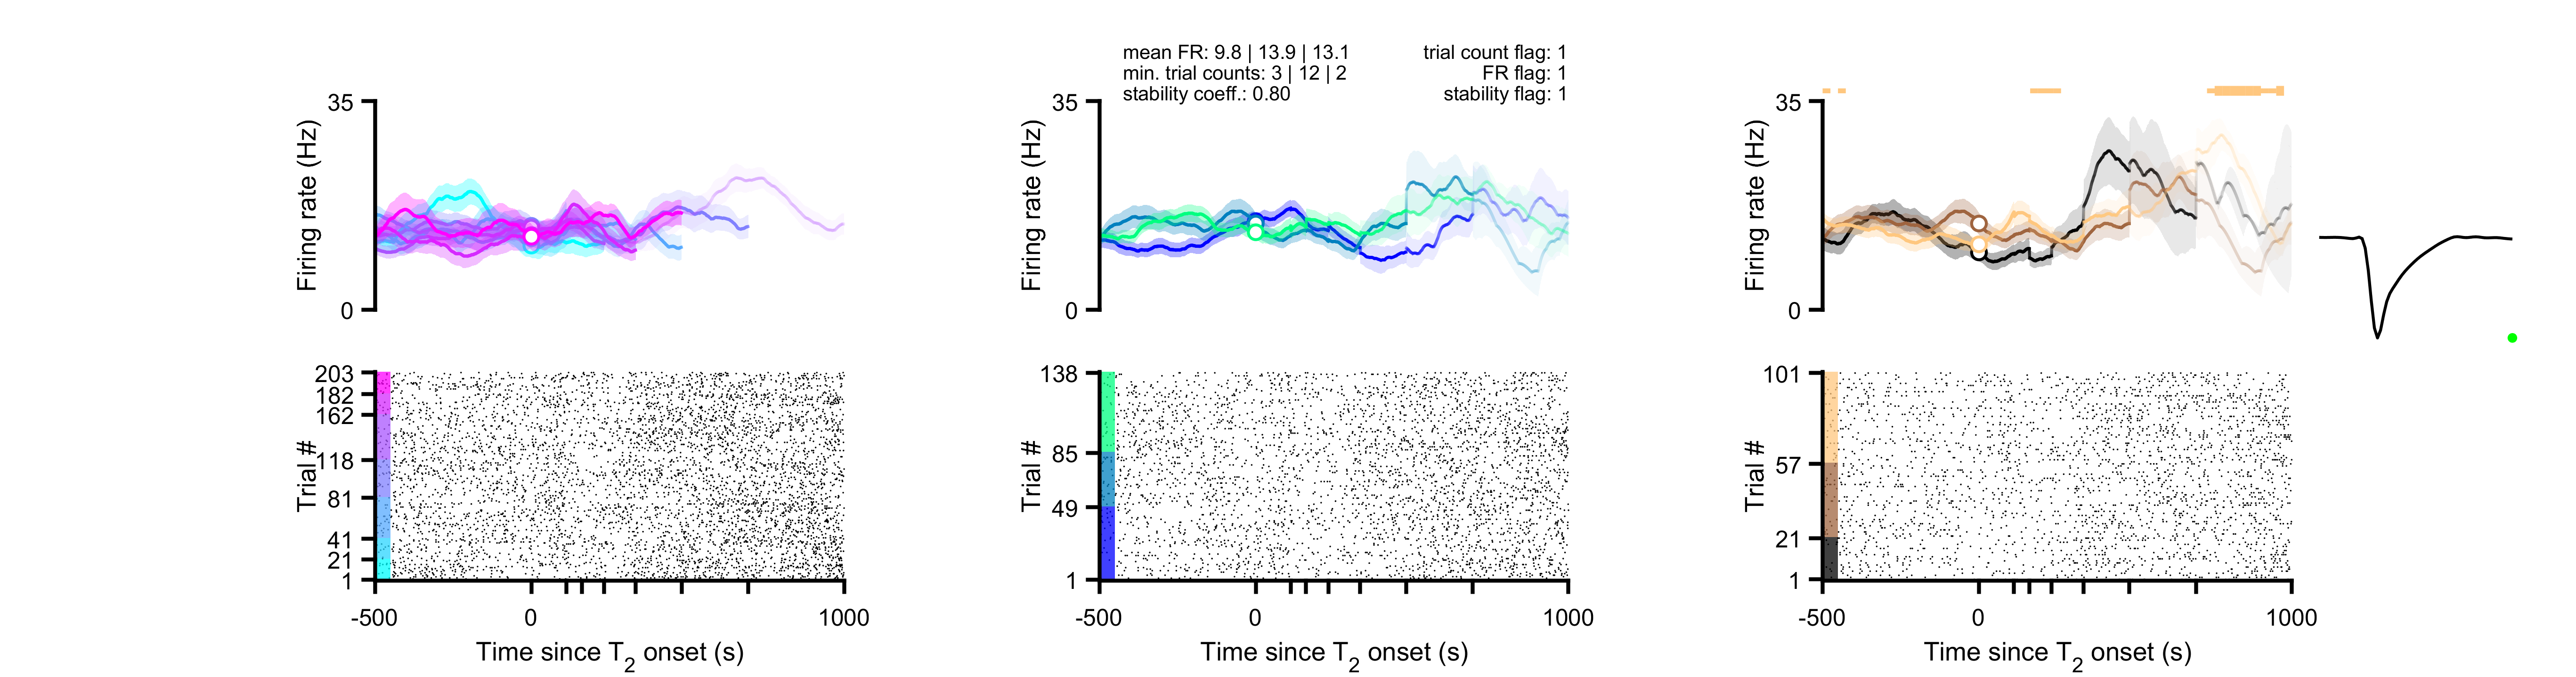 mean FR: 9.8 | 13.9 | 13.1
min. trial counts: 3 | 12 | 2
stability coeff.: 0.80
trial count flag: 1
FR flag: 1
stability flag: 1
35
Firing rate (Hz)
0
35
Firing rate (Hz)
0
35
Firing rate (Hz)
0
203
182
162
118
81
41
21
1
Trial #
-500
0
1000
Time since T2 onset (s)
138
85
49
1
Trial #
-500
0
1000
Time since T2 onset (s)
101
57
21
1
Trial #
-500
0
1000
Time since T2 onset (s)